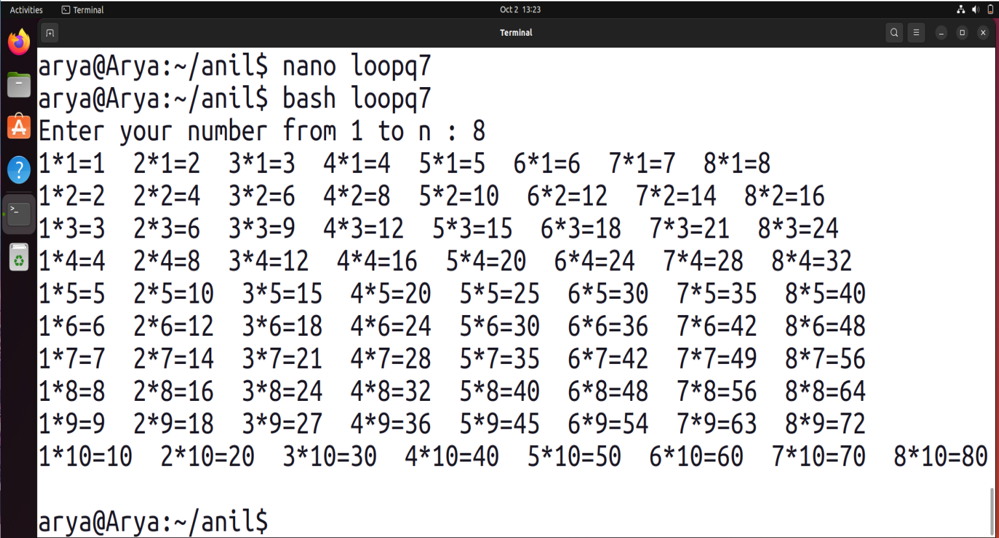 Activities Terminal Oct 2 13:23
Terminal
arya@Arya:~/anil$ nano loopq7
arya@Arya:~/anil$ bash loopq7
Enter your number from 1 to n : 8
1*1=1  2*1=2  3*1=3  4*1=4  5*1=5  6*1=6  7*1=7  8*1=8
1*2=2  2*2=4  3*2=6  4*2=8  5*2=10  6*2=12  7*2=14  8*2=16
1*3=3  2*3=6  3*3=9  4*3=12  5*3=15  6*3=18  7*3=21  8*3=24
1*4=4  2*4=8  3*4=12  4*4=16  5*4=20  6*4=24  7*4=28  8*4=32
1*5=5  2*5=10  3*5=15  4*5=20  5*5=25  6*5=30  7*5=35  8*5=40
1*6=6  2*6=12  3*6=18  4*6=24  5*6=30  6*6=36  7*6=42  8*6=48
1*7=7  2*7=14  3*7=21  4*7=28  5*7=35  6*7=42  7*7=49  8*7=56
1*8=8  2*8=16  3*8=24  4*8=32  5*8=40  6*8=48  7*8=56  8*8=64
1*9=9  2*9=18  3*9=27  4*9=36  5*9=45  6*9=54  7*9=63  8*9=72
1*10=10  2*10=20  3*10=30  4*10=40  5*10=50  6*10=60  7*10=70  8*10=80
arya@Arya:~/anil$